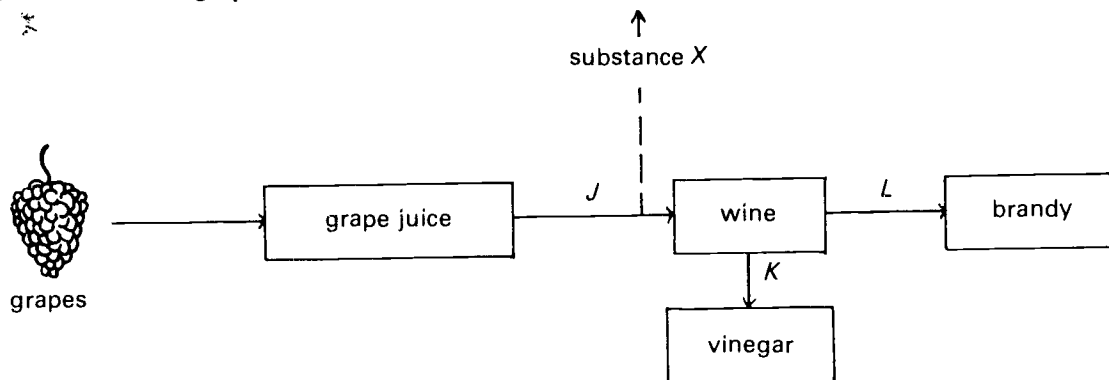 substance X
grapes
grape juice
J
wine
L
brandy
K
vinegar